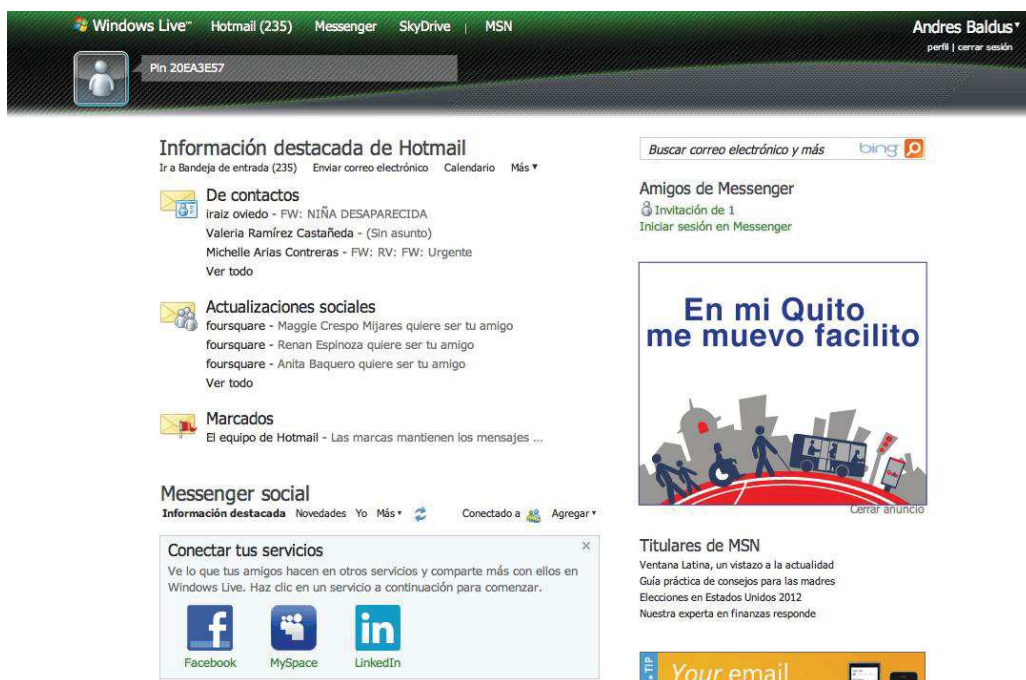 Windows Live™ Hotmail (235) Messenger SkyDrive | MSN
Andres Baldus
perfil | cerrar sesión
Pin 20EA3E57
Información destacada de Hotmail
Ir a Bandeja de entrada (235) Enviar correo electrónico Calendario Más
De contactos
iraiz oviedo - FW: NIÑA DESAPARECIDA
Valeria Ramírez Castañeda - (Sin asunto)
Michelle Arias Contreras - FW: RV: FW: Urgente
Ver todo
Actualizaciones sociales
foursquare - Maggie Crespo Mijares quiere ser tu amigo
foursquare - Renan Espinoza quiere ser tu amigo
foursquare - Anita Baquero quiere ser tu amigo
Ver todo
Marcados
El equipo de Hotmail - Las marcas mantienen los mensajes ...
Messenger social
Información destacada Novedades Yo Más Conectado a Agregar
Conectar tus servicios
Ve lo que tus amigos hacen en otros servicios y comparte más con ellos en
Windows Live. Haz clic en un servicio a continuación para comenzar.
Facebook MySpace LinkedIn
Buscar correo electrónico y más bing
Amigos de Messenger
Invitación de 1
Iniciar sesión en Messenger
En mi Quito
me muevo facilito
Cerrar anuncio
Titulares de MSN
Ventana Latina, un vistazo a la actualidad
Guía práctica de consejos para las madres
Elecciones en Estados Unidos 2012
Nuestra experta en finanzas responde
TIP
Your email